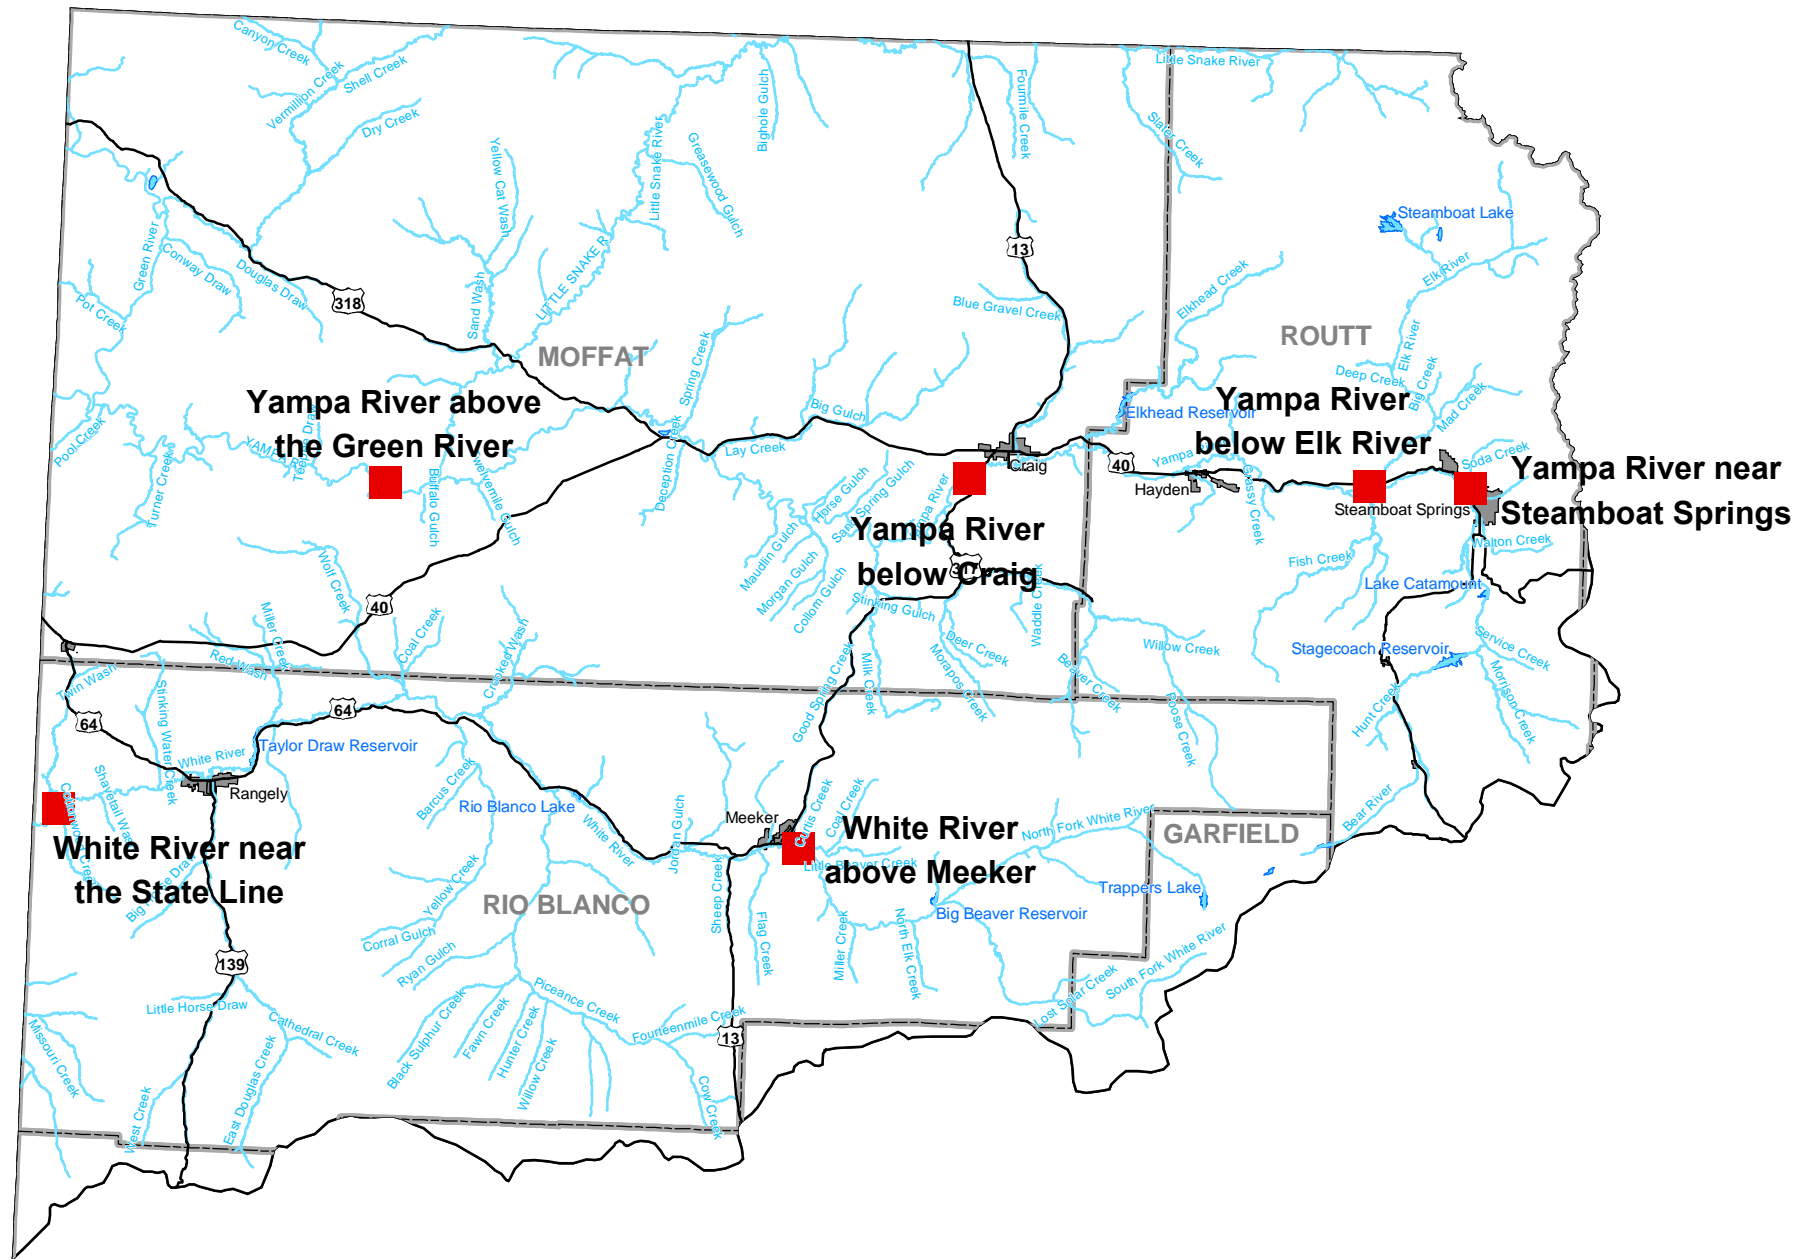 Canyon Creek
Vermillion Creek
Shell Creek
Dry Creek
Yellow Cat Wash
Little Snake River
Greasewood Gulch
Bighole Gulch
Fourmile Creek
Little Snake River
Slater Creek
Steamboat Lake
Elk River
Green River
Conway Draw
Douglas Draw
Pot Creek
318
Sand Wash
LITTLE SNAKE R
13
Blue Gravel Creek
Elkhead Creek
ROUTT
MOFFAT
Spring Creek
Elk River
Deep Creek
Big Creek
Mad Creek
Yampa River above
the Green River
Big Gulch
Elkhead Reservoir
Yampa River
below Elk River
Pool Creek
Turner Creek
Buffalo Gulch
Twelvemile Gulch
Deception Creek
Lay Creek
Craig
40
Hayden
Grassy Creek
Soda Creek
Steamboat Springs
Yampa River near
Steamboat Springs
Horse Gulch
Sand Spring Gulch
Yampa River
below Craig
Maudlin Gulch
Morgan Gulch
Collom Gulch
Walton Creek
Fish Creek
Lake Catamount
Wolf Creek
40
Stinking Gulch
Waddle Creek
Deer Creek
Morapos Creek
Milk Creek
Good Spring Creek
Beaver Creek
Willow Creek
Poose Creek
Stagecoach Reservoir
Service Creek
Morrison Creek
Hunt Creek
Miller Creek
Red Wash
Coal Creek
Crooked Wash
Twin Wash
Stinking Water Creek
64
64
White River
Taylor Draw Reservoir
Rangely
Barcus Creek
Rio Blanco Lake
White River
Jordan Gulch
Meeker
Curtis Creek
Coal Creek
White River
above Meeker
Little Beaver Creek
North Fork White River
GARFIELD
Bear River
White River near
the State Line
Yellow Creek
RIO BLANCO
Sheep Creek
Trappers Lake
Big Beaver Reservoir
Corral Gulch
Ryan Gulch
Flag Creek
Miller Creek
North Elk Creek
South Fork White River
Lost Solar Creek
139
Little Horse Draw
Cathedral Creek
Missouri Creek
West Creek
East Douglas Creek
Black Sulphur Creek
Fawn Creek
Hunter Creek
Willow Creek
Piceance Creek
Fourteenmile Creek
13
Cow Creek